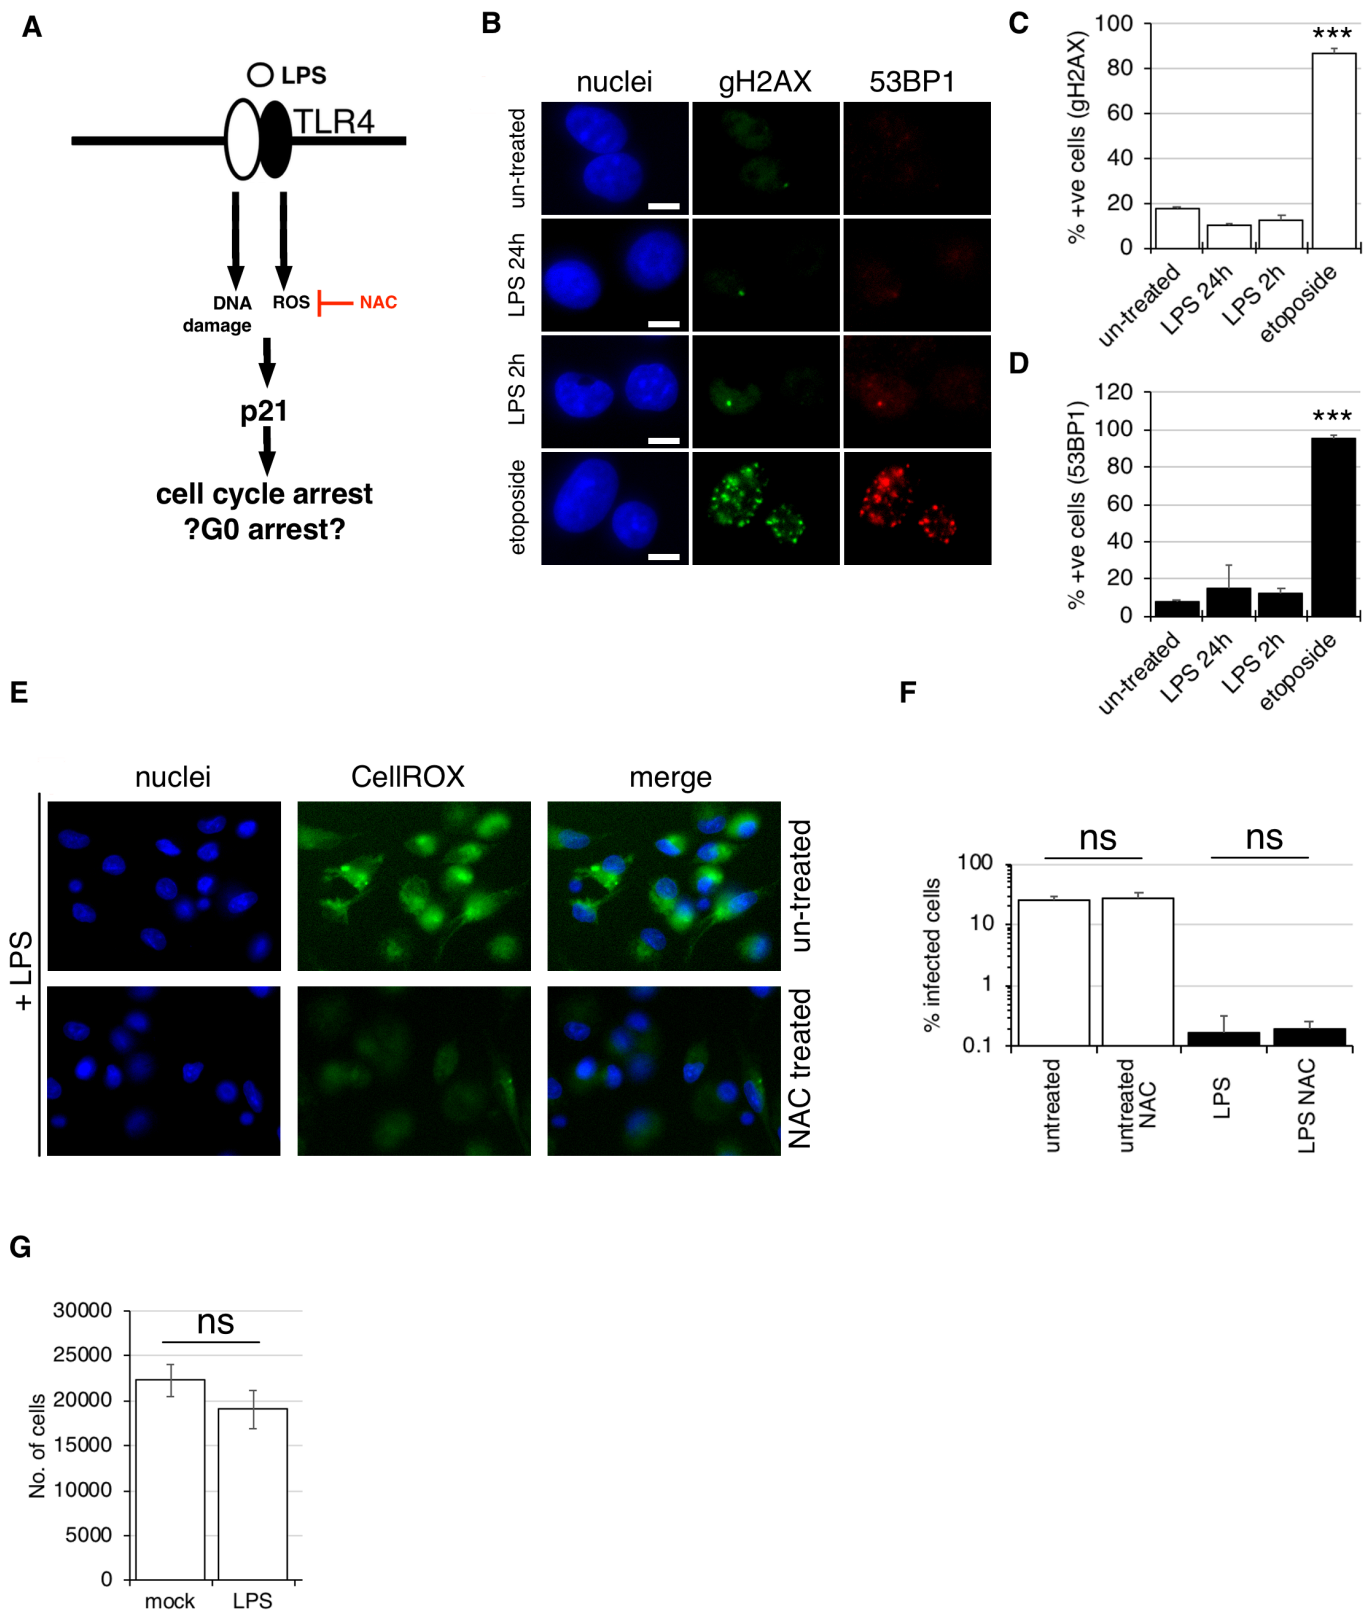 A
LPS
TLR4
DNA
damage
ROS
NAC
p21
cell cycle arrest
?G0 arrest?
B
nuclei
gH2AX
53BP1
un-treated
LPS 24h
LPS 2h
etoposide
C
% +ve cells (gH2AX)
100
80
60
40
20
0
***
un-treated
LPS 24h
LPS 2h
etoposide
D
% +ve cells (53BP1)
120
100
80
60
40
20
0
***
un-treated
LPS 24h
LPS 2h
etoposide
E
nuclei
CellROX
merge
+ LPS
un-treated
NAC treated
F
ns
ns
% infected cells
100
10
1
0.1
untreated
untreated
NAC
LPS
LPS NAC
G
ns
No. of cells
30000
25000
20000
15000
10000
5000
0
mock
LPS